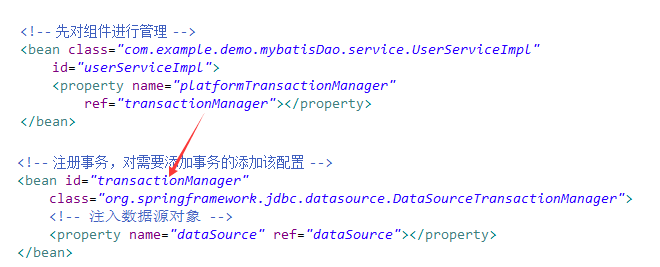 <!-- 先对组件进行管理 -->
<bean class="com.example.demo.mybatisDao.service.UserServiceImpl"
id="userServiceImpl">
<property name="platformTransactionManager"
ref="transactionManager"></property>
</bean>
<!-- 注册事务，对需要添加事务的添加该配置 -->
<bean id="transactionManager"
class="org.springframework.jdbc.datasource.DataSourceTransactionManager">
<!-- 注入数据源对象 -->
<property name="dataSource" ref="dataSource"></property>
</bean>